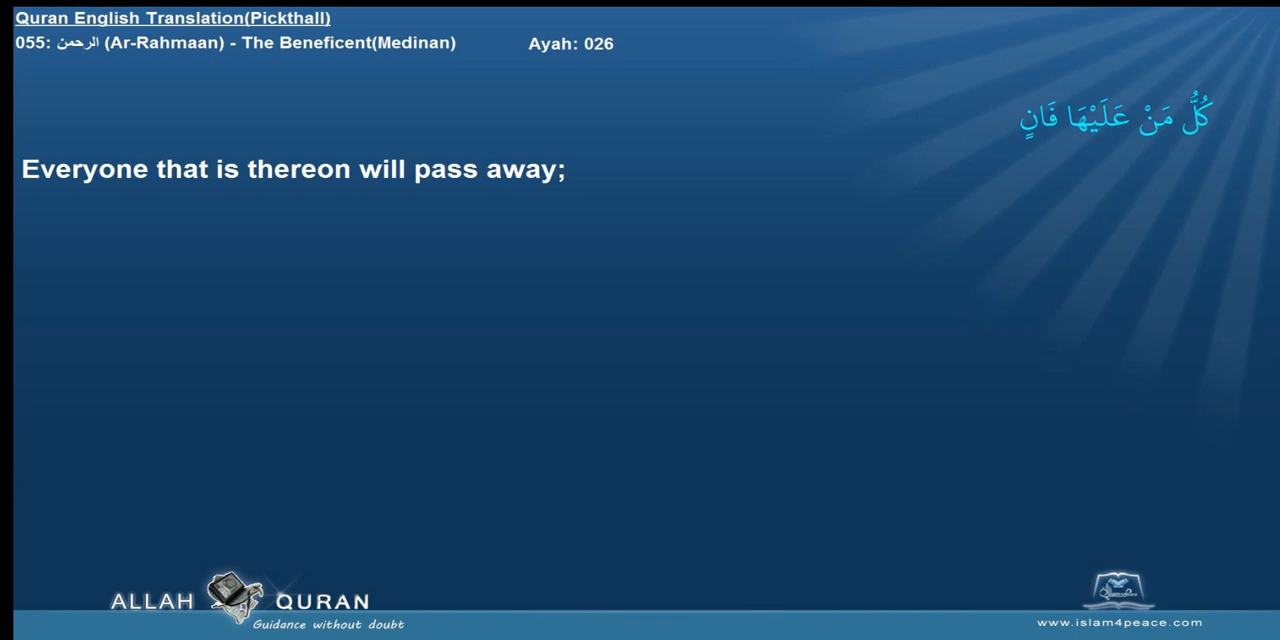 Quran English Translation(Pickthall)
055: الرحمن (Ar-Rahmaan) - The Beneficent(Medinan) Ayah: 026
كُلُّ مَنْ عَلَيْهَا فَانٍ
Everyone that is thereon will pass away;
ALLAH QURAN
Guidance without doubt
www.islam4peace.com